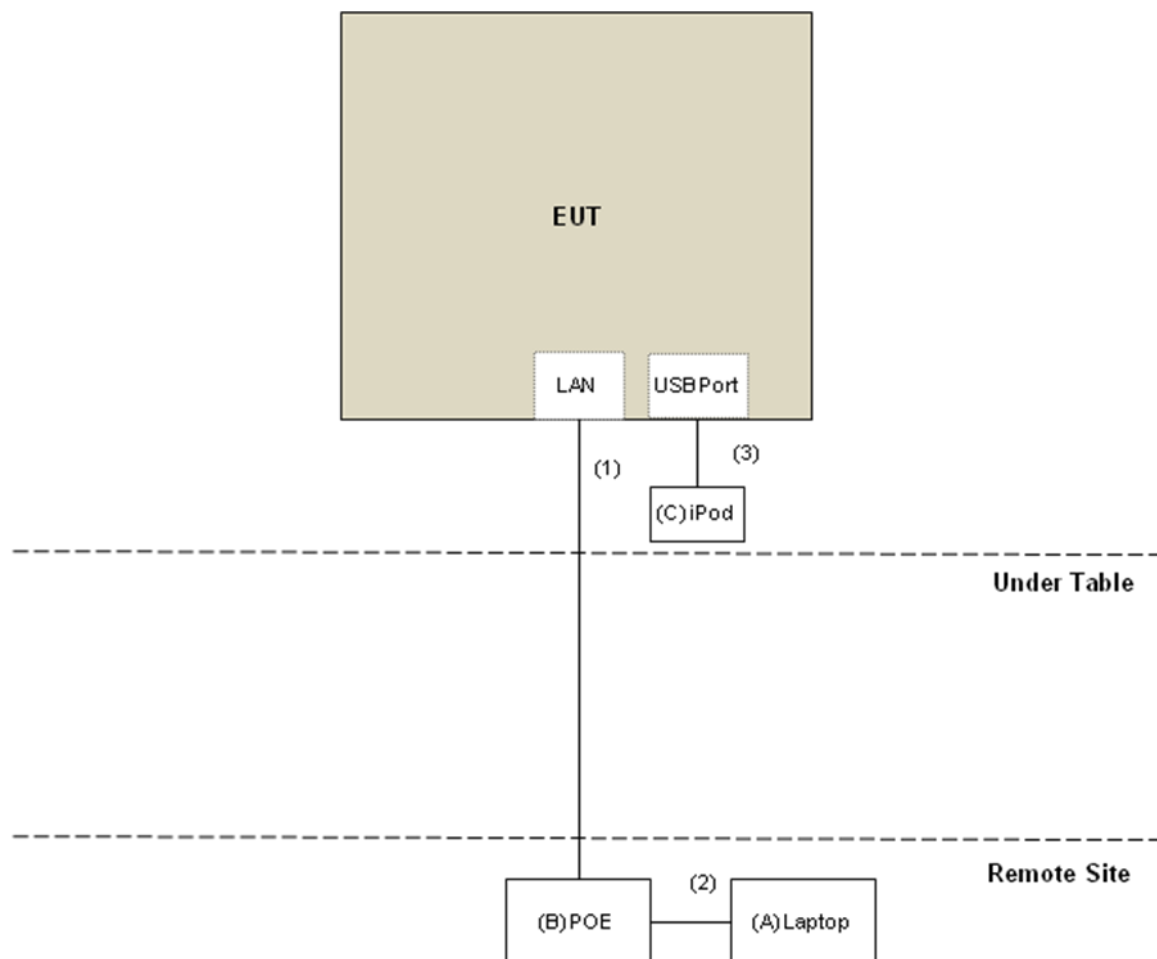 EUT
LAN
USB Port
(1)
(3)
(C)iPod
Under Table
Remote Site
(2)
(B)POE
(A)Laptop